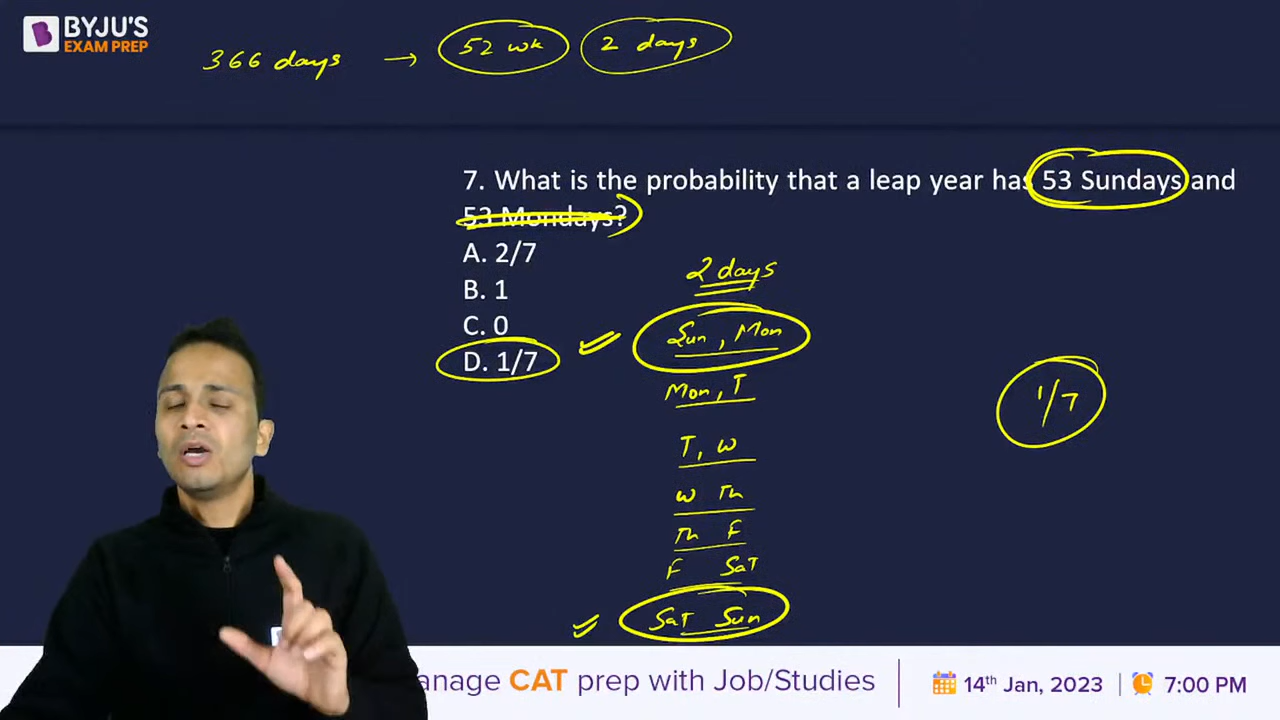 BYJU'S
EXAM PREP
366 days → 52 wk 2 days
7. What is the probability that a leap year has 53 Sundays and
53 Mondays?
A. 2/7
B. 1
C. 0
D. 1/7
2 days
Sun, Mon
Mon, T
T, W
W Th
Th F
F Sat
Sat Sun
1/7
anage CAT prep with Job/Studies
14th Jan, 2023
7:00 PM